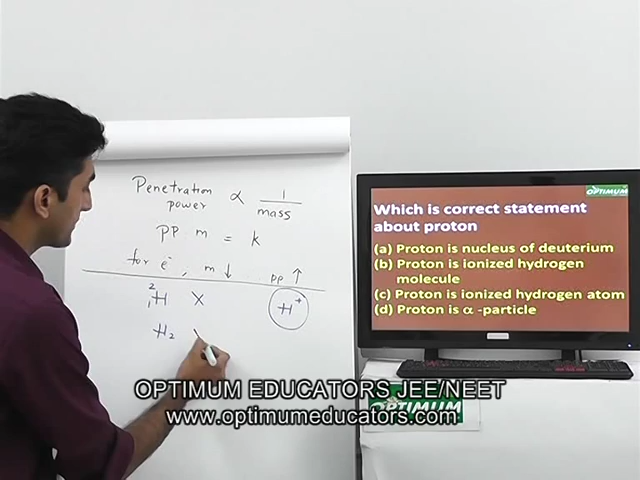 Penetration power ∝ 1/mass
PP m = k
for e⁻, m ↓ PP ↑
²₁H X H⁺
H₂
OPTIMUM
Which is correct statement
about proton
(a) Proton is nucleus of deuterium
(b) Proton is ionized hydrogen
molecule
(c) Proton is ionized hydrogen atom
(d) Proton is α -particle
OPTIMUM
OPTIMUM EDUCATORS JEE/NEET
www.optimumeducators.com